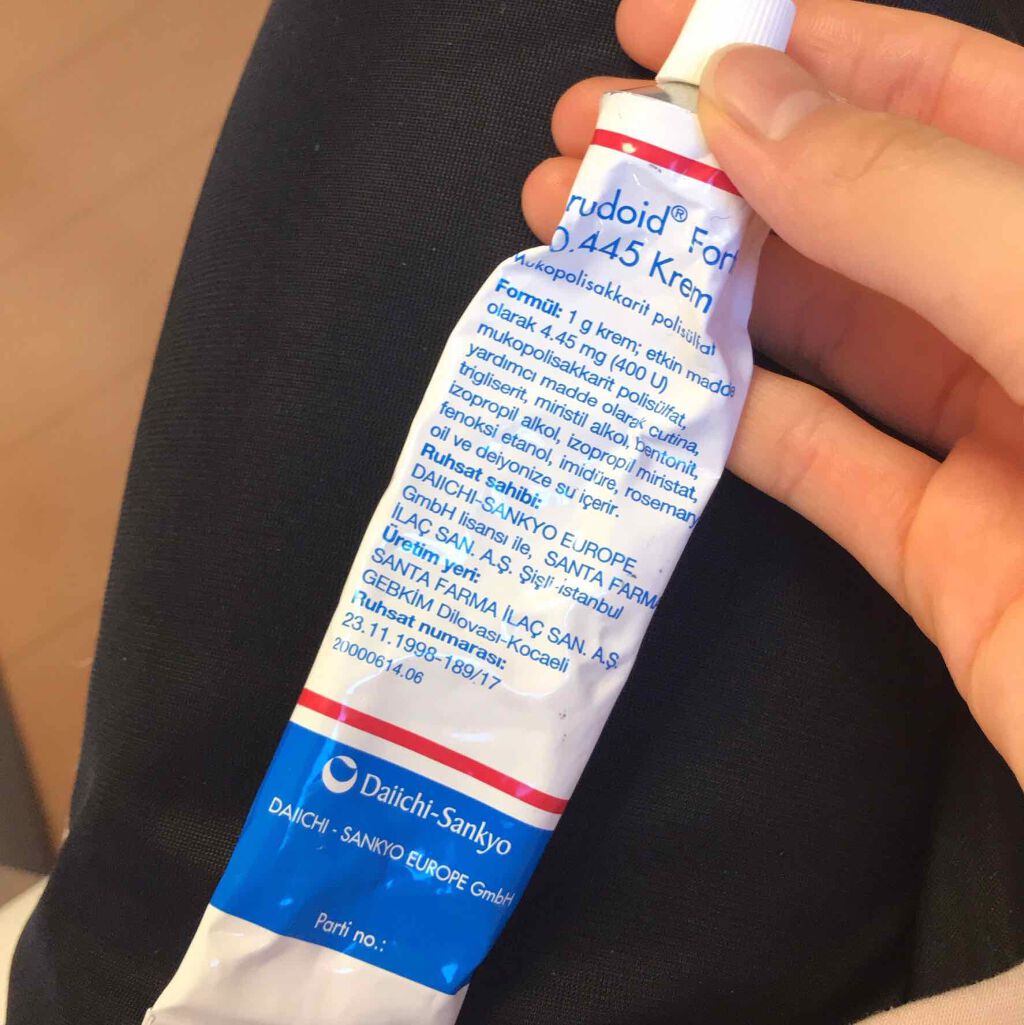 rudoid® For
0.445 Krem
Mukopolisakkarit polisülfat
Formül: 1 g krem; etkin madde
olarak 4.45 mg (400 U)
mukopolisakkarit polisülfat,
yardımcı madde olarak cutina,
trigliserit, miristil alkol, bentonit,
izopropil alkol, izopropil miristat,
fenoksi etanol, imidüre, rosemary
oil ve deiyonize su içerir.
Ruhsat sahibi:
DAIICHI-SANKYO EUROPE
GmbH lisansı ile, SANTA FARMA
İLAÇ SAN. A.Ş. Şişli-istanbul
Üretim yeri:
SANTA FARMA İLAÇ SAN. A.Ş.
GEBKİM Dilovası-Kocaeli
Ruhsat numarası:
23.11.1998-189/17
20000614.06
Daiichi-Sankyo
DAIICHI - SANKYO EUROPE GmbH
Parti no.: